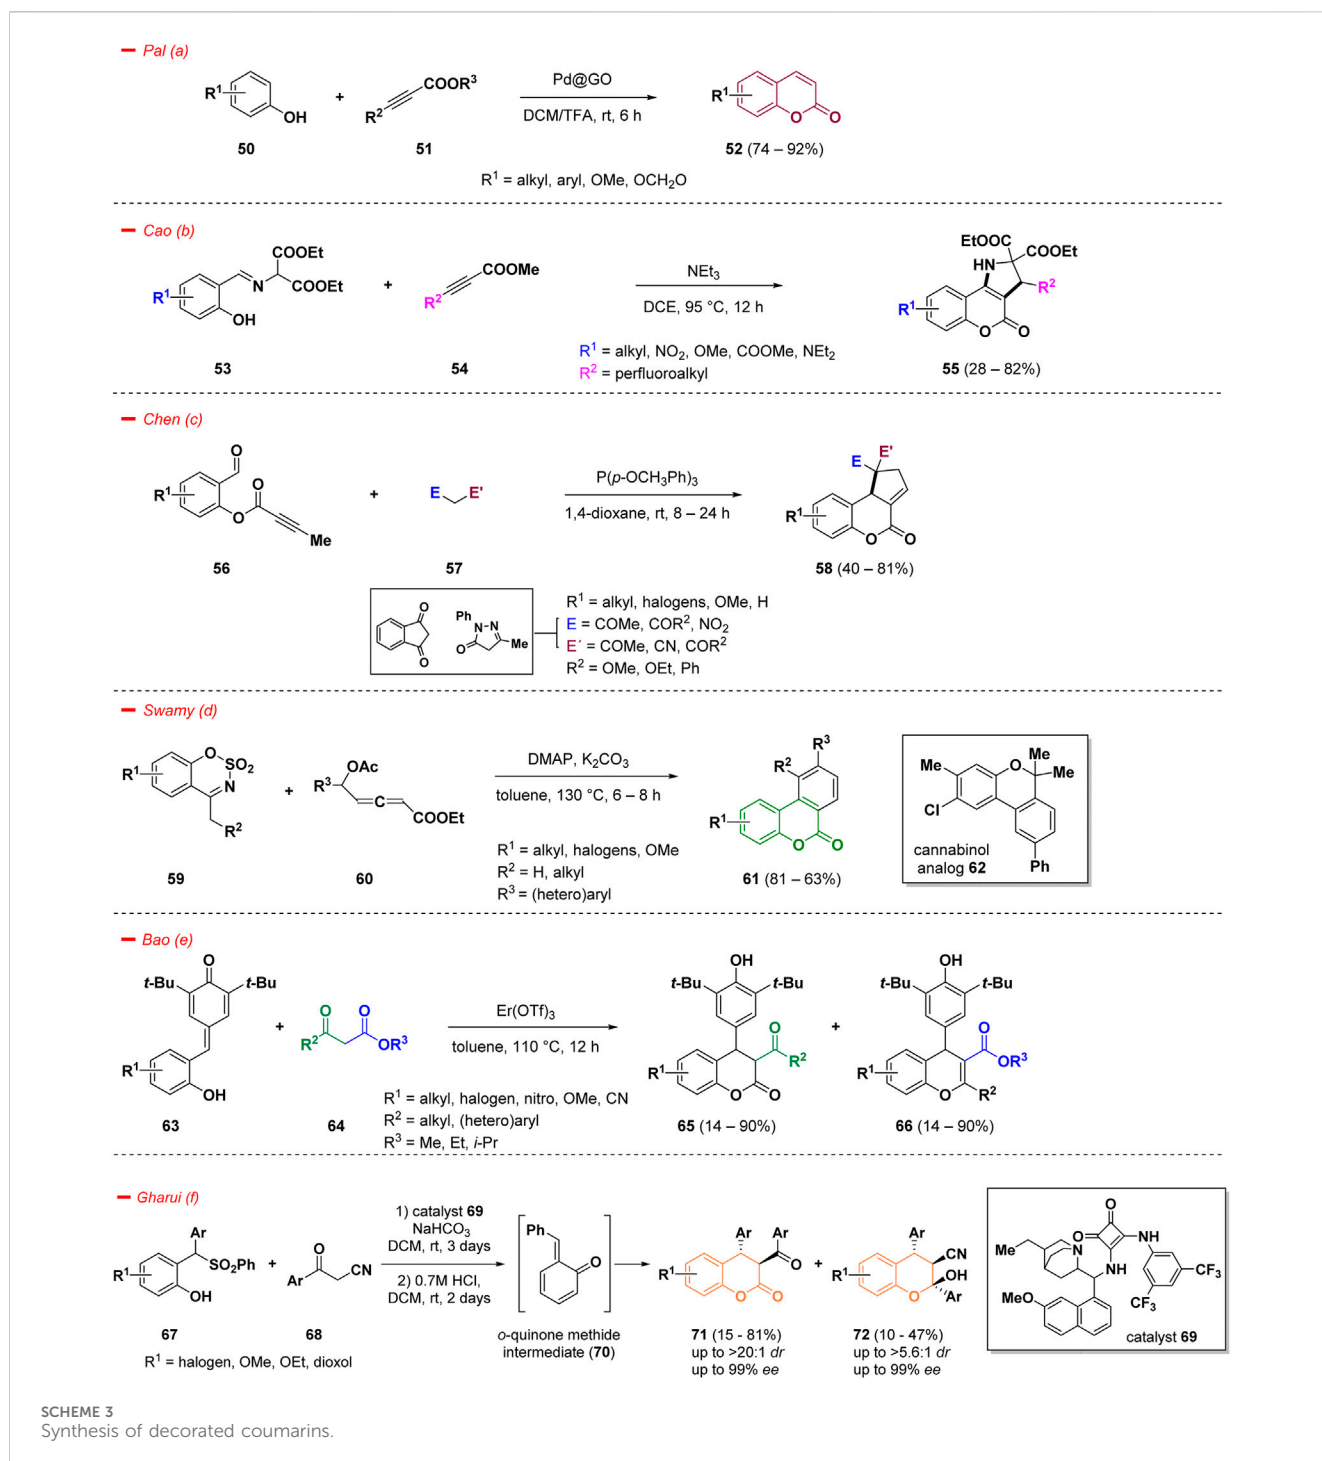 Pal (a)
R¹
OH
+
COOR³
R²
Pd@GO
DCM/TFA, rt, 6 h
R¹
O
O
50
51
52 (74 – 92%)
R¹ = alkyl, aryl, OMe, OCH₂O
Cao (b)
COOEt
N
COOEt
R¹
OH
+
COOMe
R²
NEt₃
DCE, 95 °C, 12 h
EtOOC
COOEt
HN
R²
R¹
O
O
53
54
R¹ = alkyl, NO₂, OMe, COOMe, NEt₂
R² = perfluoroalkyl
55 (28 – 82%)
Chen (c)
O
R¹
O
O
Me
+
E
E'
P(p-OCH₃Ph)₃
1,4-dioxane, rt, 8 – 24 h
E
E'
R¹
O
O
56
57
58 (40 – 81%)
O
O
Ph
N
N
O
Me
R¹ = alkyl, halogens, OMe, H
E = COMe, COR², NO₂
E´ = COMe, CN, COR²
R² = OMe, OEt, Ph
Swamy (d)
O
SO₂
N
R¹
R²
+
OAc
R³
COOEt
DMAP, K₂CO₃
toluene, 130 °C, 6 – 8 h
R³
R²
R¹
O
O
Me
Cl
O
Me
Me
Ph
cannabinol
analog 62
R¹ = alkyl, halogens, OMe
R² = H, alkyl
R³ = (hetero)aryl
59
60
61 (81 – 63%)
Bao (e)
O
t-Bu
t-Bu
R¹
OH
+
O
O
R²
OR³
Er(OTf)₃
toluene, 110 °C, 12 h
OH
t-Bu
t-Bu
O
R²
R¹
O
O
+
OH
t-Bu
t-Bu
O
OR³
R¹
O
R²
63
64
R¹ = alkyl, halogen, nitro, OMe, CN
R² = alkyl, (hetero)aryl
R³ = Me, Et, i-Pr
65 (14 – 90%)
66 (14 – 90%)
Gharui (f)
Ar
SO₂Ph
R¹
OH
+
O
Ar
CN
1) catalyst 69
NaHCO₃
DCM, rt, 3 days
2) 0.7M HCl,
DCM, rt, 2 days
Ph
O
Ar
Ar
O
R¹
O
O
+
Ar
CN
OH
R¹
O
Ar
O
O
NH
Et
N
NH
MeO
CF₃
CF₃
catalyst 69
67
68
o-quinone methide
intermediate (70)
71 (15 - 81%)
up to >20:1 dr
up to 99% ee
72 (10 - 47%)
up to >5.6:1 dr
up to 99% ee
R¹ = halogen, OMe, OEt, dioxol
SCHEME 3
Synthesis of decorated coumarins.